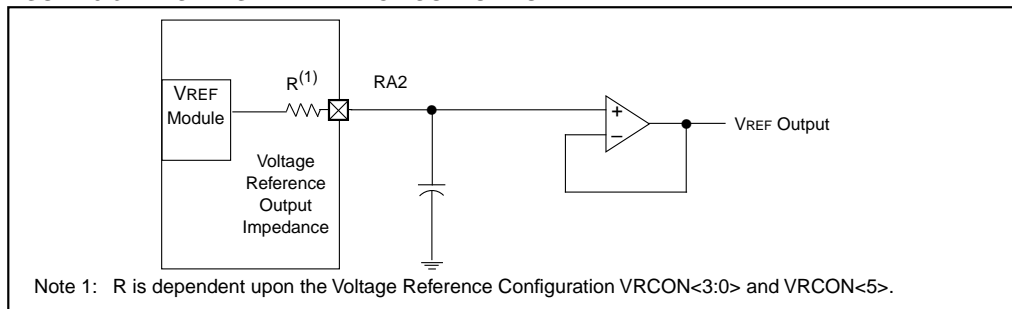 R(1)
RA2
VREF
Module
+
−
VREF Output
Voltage
Reference
Output
Impedance
Note 1: R is dependent upon the Voltage Reference Configuration VRCON<3:0> and VRCON<5>.